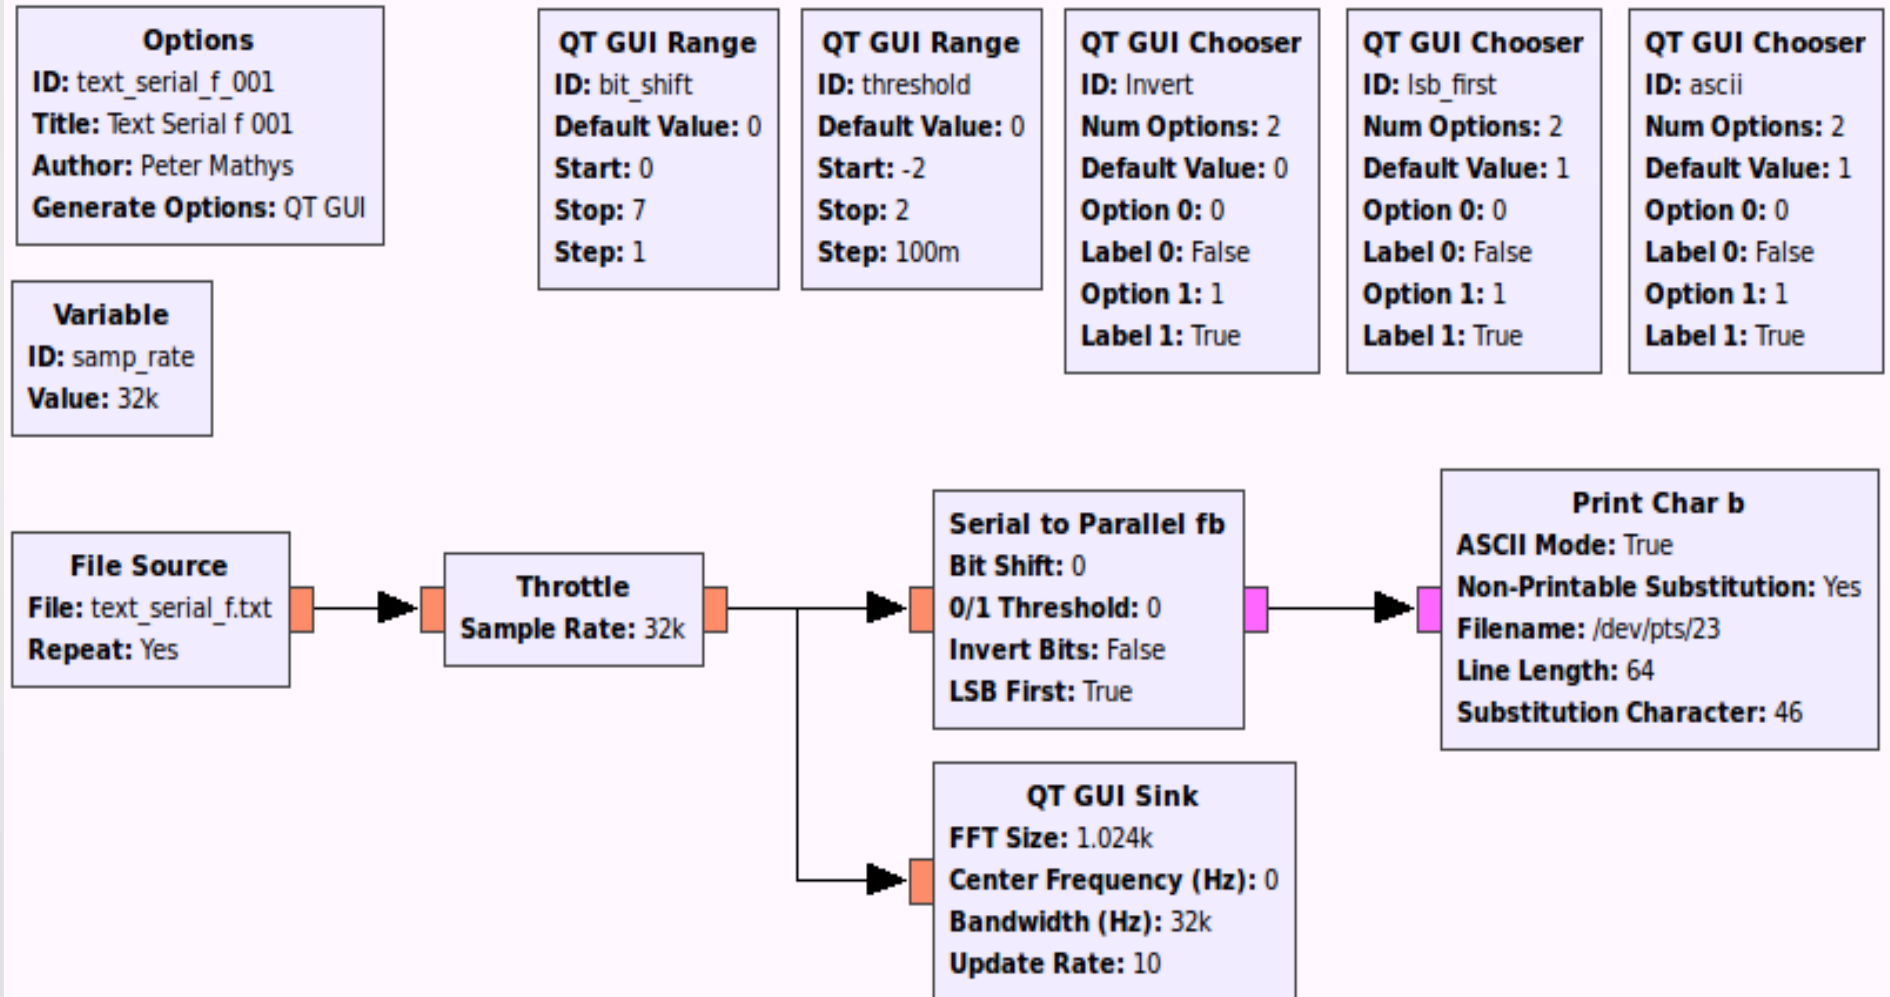 Options
ID: text_serial_f_001
Title: Text Serial f 001
Author: Peter Mathys
Generate Options: QT GUI
QT GUI Range
ID: bit_shift
Default Value: 0
Start: 0
Stop: 7
Step: 1
QT GUI Range
ID: threshold
Default Value: 0
Start: -2
Stop: 2
Step: 100m
QT GUI Chooser
ID: Invert
Num Options: 2
Default Value: 0
Option 0: 0
Label 0: False
Option 1: 1
Label 1: True
QT GUI Chooser
ID: lsb_first
Num Options: 2
Default Value: 1
Option 0: 0
Label 0: False
Option 1: 1
Label 1: True
QT GUI Chooser
ID: ascii
Num Options: 2
Default Value: 1
Option 0: 0
Label 0: False
Option 1: 1
Label 1: True
Variable
ID: samp_rate
Value: 32k
File Source
File: text_serial_f.txt
Repeat: Yes
Throttle
Sample Rate: 32k
Serial to Parallel fb
Bit Shift: 0
0/1 Threshold: 0
Invert Bits: False
LSB First: True
Print Char b
ASCII Mode: True
Non-Printable Substitution: Yes
Filename: /dev/pts/23
Line Length: 64
Substitution Character: 46
QT GUI Sink
FFT Size: 1.024k
Center Frequency (Hz): 0
Bandwidth (Hz): 32k
Update Rate: 10